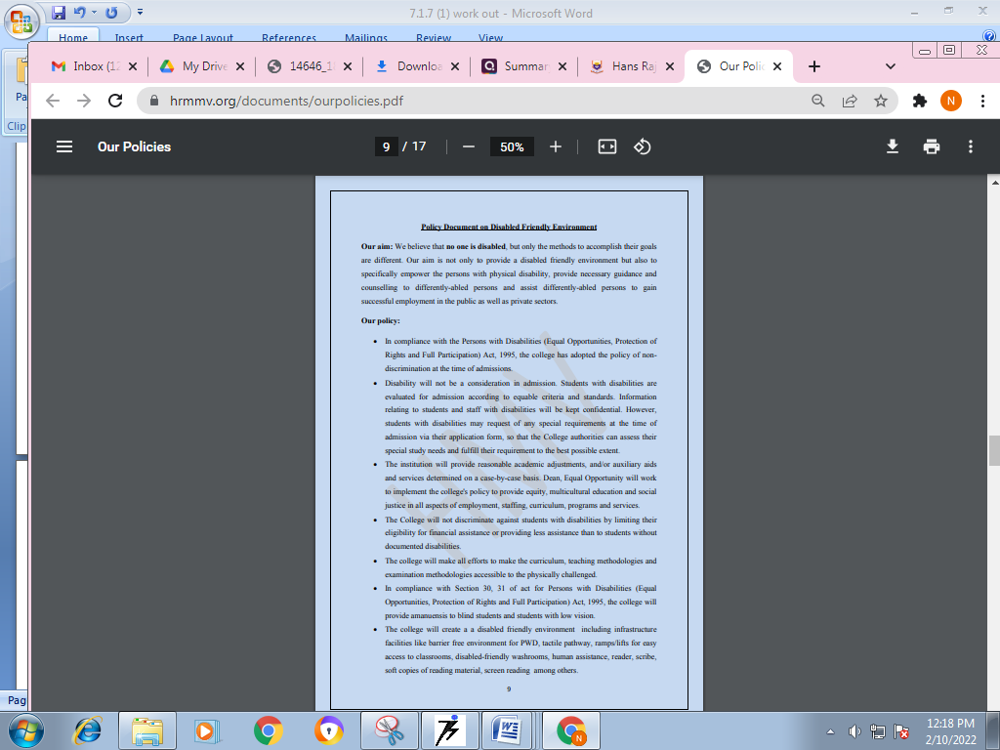 7.1.7 (1) work out - Microsoft Word
Home Insert Page Layout References Mailings Review View
Pa
Clip
Inbox (12 My Drive 14646_1 Downloa Summar Hans Raj Our Poli
hrmmv.org/documents/ourpolicies.pdf
N
Our Policies 9 / 17 50%
Policy Document on Disabled Friendly Environment
Our aim: We believe that no one is disabled, but only the methods to accomplish their goals
are different. Our aim is not only to provide a disabled friendly environment but also to
specifically empower the persons with physical disability, provide necessary guidance and
counselling to differently-abled persons and assist differently-abled persons to gain
successful employment in the public as well as private sectors.
Our policy:
• In compliance with the Persons with Disabilities (Equal Opportunities, Protection of
Rights and Full Participation) Act, 1995, the college has adopted the policy of non-
discrimination at the time of admissions.
• Disability will not be a consideration in admission. Students with disabilities are
evaluated for admission according to equable criteria and standards. Information
relating to students and staff with disabilities will be kept confidential. However,
students with disabilities may request of any special requirements at the time of
admission via their application form, so that the College authorities can assess their
special study needs and fulfill their requirement to the best possible extent.
• The institution will provide reasonable academic adjustments, and/or auxiliary aids
and services determined on a case-by-case basis. Dean, Equal Opportunity will work
to implement the college's policy to provide equity, multicultural education and social
justice in all aspects of employment, staffing, curriculum, programs and services.
• The College will not discriminate against students with disabilities by limiting their
eligibility for financial assistance or providing less assistance than to students without
documented disabilities.
• The college will make all efforts to make the curriculum, teaching methodologies and
examination methodologies accessible to the physically challenged.
• In compliance with Section 30, 31 of act for Persons with Disabilities (Equal
Opportunities, Protection of Rights and Full Participation) Act, 1995, the college will
provide amanuensis to blind students and students with low vision.
• The college will create a a disabled friendly environment including infrastructure
facilities like barrier free environment for PWD, tactile pathway, ramps/lifts for easy
access to classrooms, disabled-friendly washrooms, human assistance, reader, scribe,
soft copies of reading material, screen reading among others.
9
Pag
12:18 PM
2/10/2022